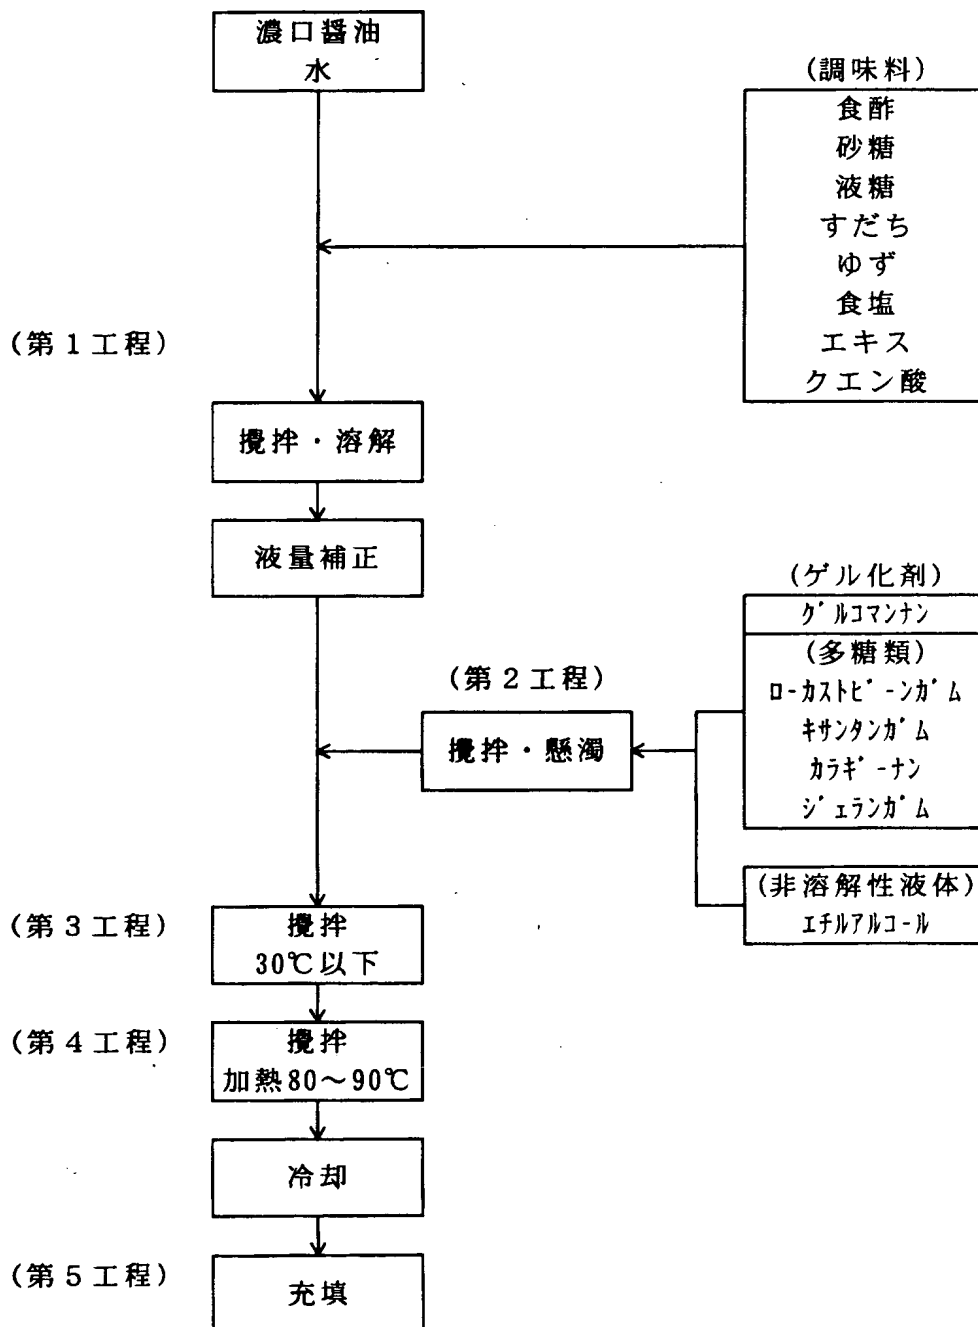 濃口醤油
水
(調味料)
食酢
砂糖
液糖
すだち
ゆず
食塩
エキス
クエン酸
(第1工程)
攪拌・溶解
液量補正
(ゲル化剤)
グルコマンナン
(多糖類)
ローカストビーンガム
キサンタンガム
カラギーナン
ジェランガム
(第2工程)
攪拌・懸濁
(非溶解性液体)
エチルアルコール
(第3工程)
攪拌
30℃以下
(第4工程)
攪拌
加熱80～90℃
冷却
(第5工程)
充填